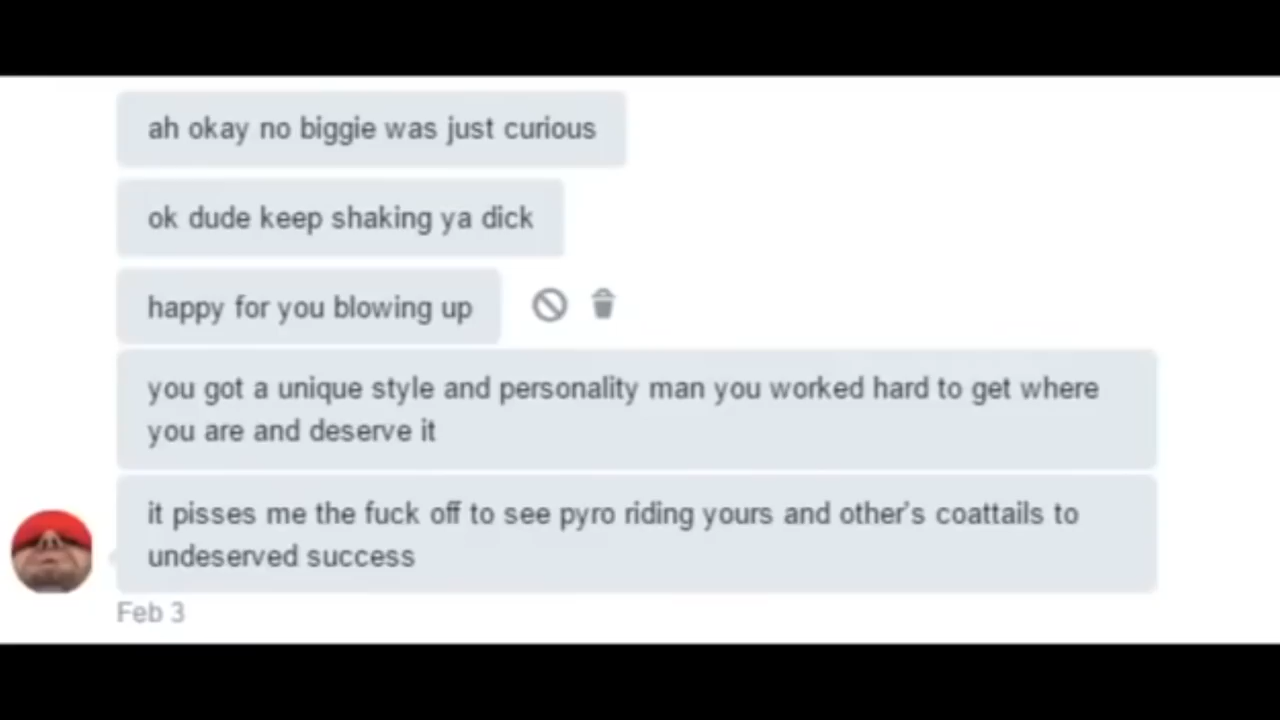 ah okay no biggie was just curious
ok dude keep shaking ya dick
happy for you blowing up
you got a unique style and personality man you worked hard to get where
you are and deserve it
it pisses me the fuck off to see pyro riding yours and other's coattails to
undeserved success
Feb 3